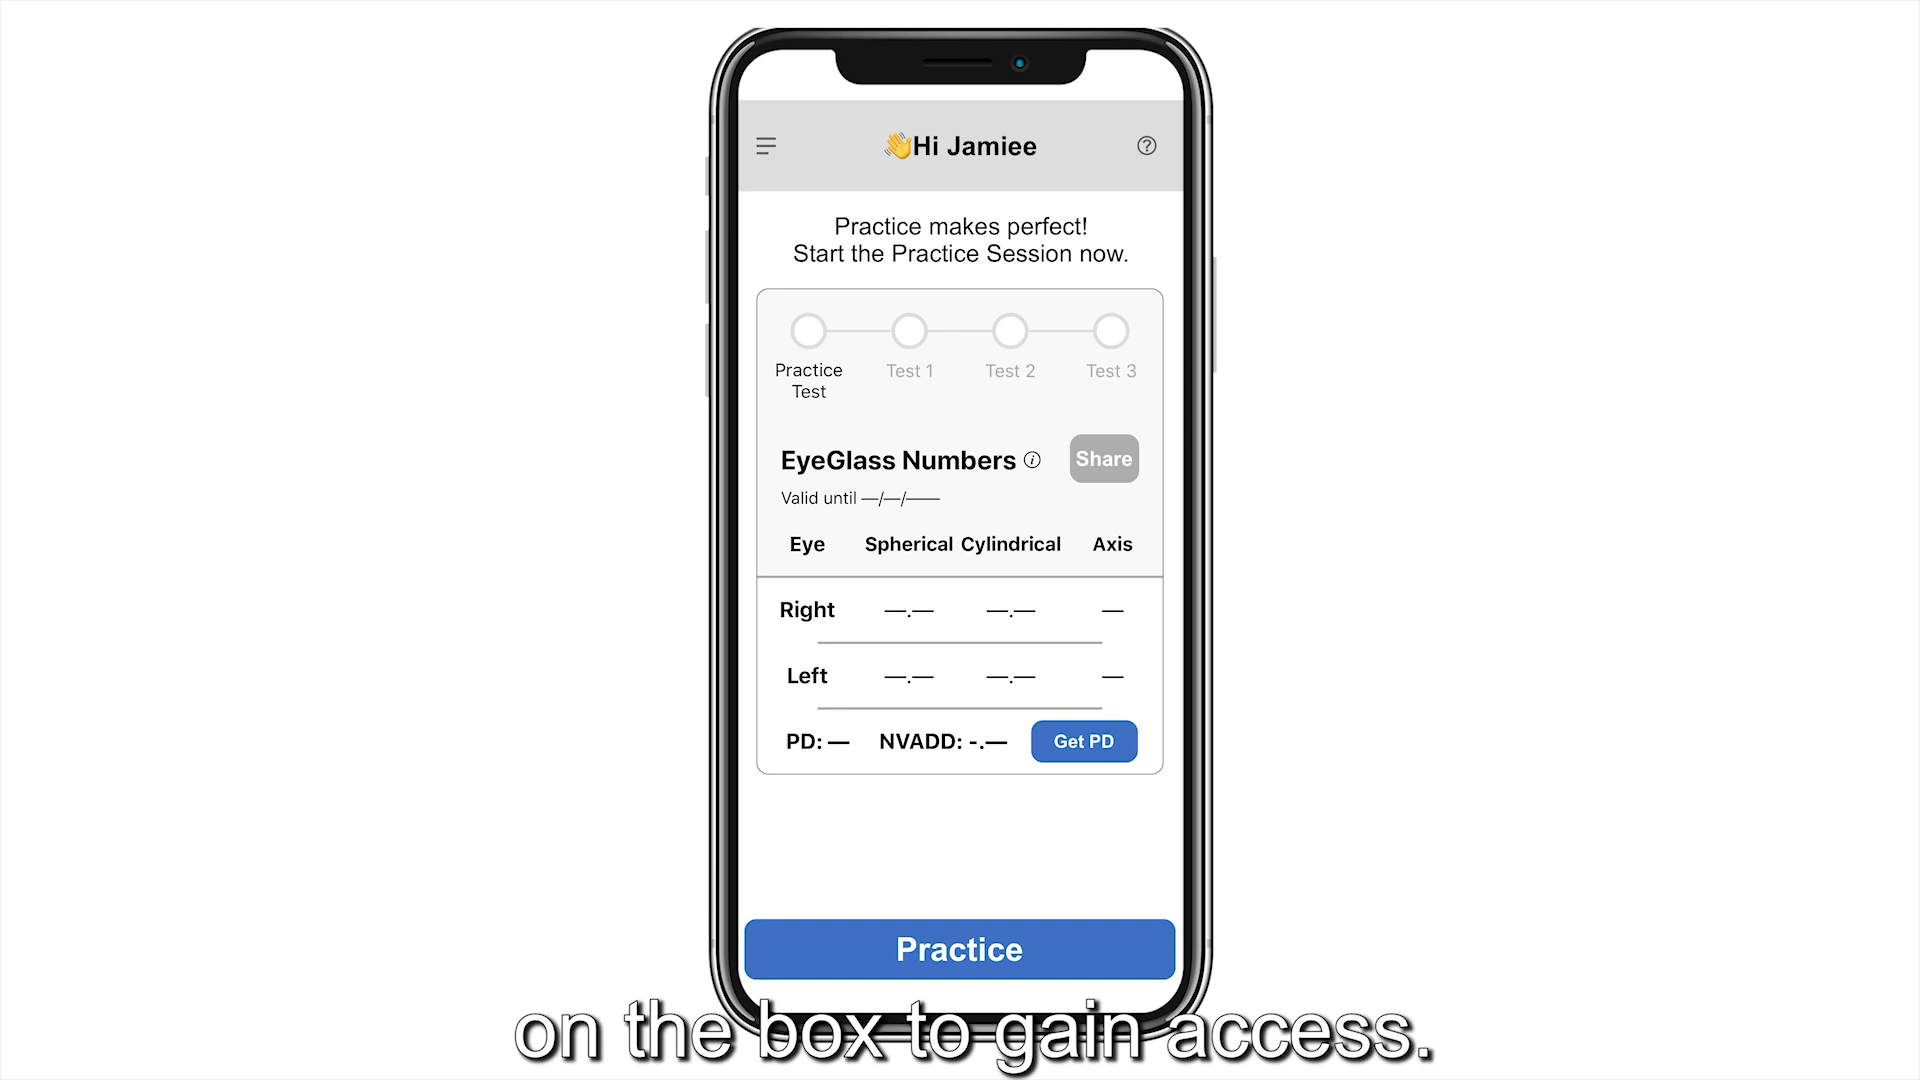 👋Hi Jamiee
Practice makes perfect!
Start the Practice Session now.
Practice Test
Test 1
Test 2
Test 3
EyeGlass Numbers
Share
Valid until —/—/——
Eye Spherical Cylindrical Axis
Right —.— —.— —
Left —.— —.— —
PD: — NVADD: -.— Get PD
Practice
on the box to gain access.